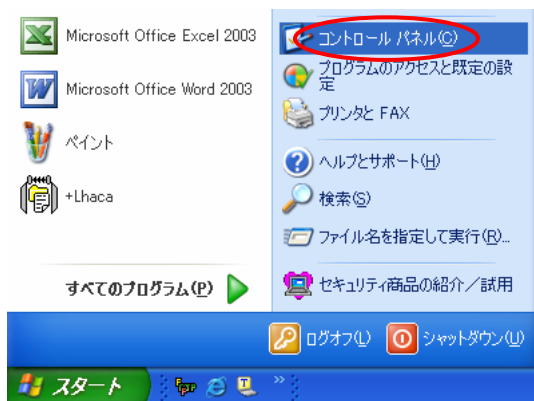 Microsoft Office Excel 2003
Microsoft Office Word 2003
ペイント
+Lhaca
すべてのプログラム(P)
コントロール パネル(C)
プログラムのアクセスと既定の設
定
プリンタと FAX
ヘルプとサポート(H)
検索(S)
ファイル名を指定して実行(R)...
セキュリティ商品の紹介／試用
ログオフ(L)
シャットダウン(U)
スタート